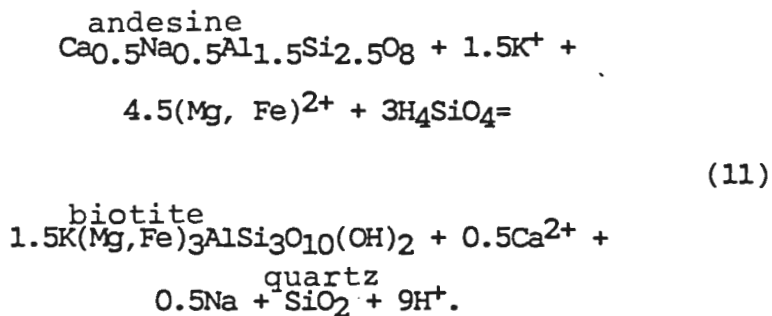 andesine
Ca0.5Na0.5Al1.5Si2.5O8 + 1.5K+ +
4.5(Mg, Fe)2+ + 3H4SiO4=
(11)
biotite
1.5K(Mg,Fe)3AlSi3O10(OH)2 + 0.5Ca2+ +
quartz
0.5Na + SiO2 + 9H+.